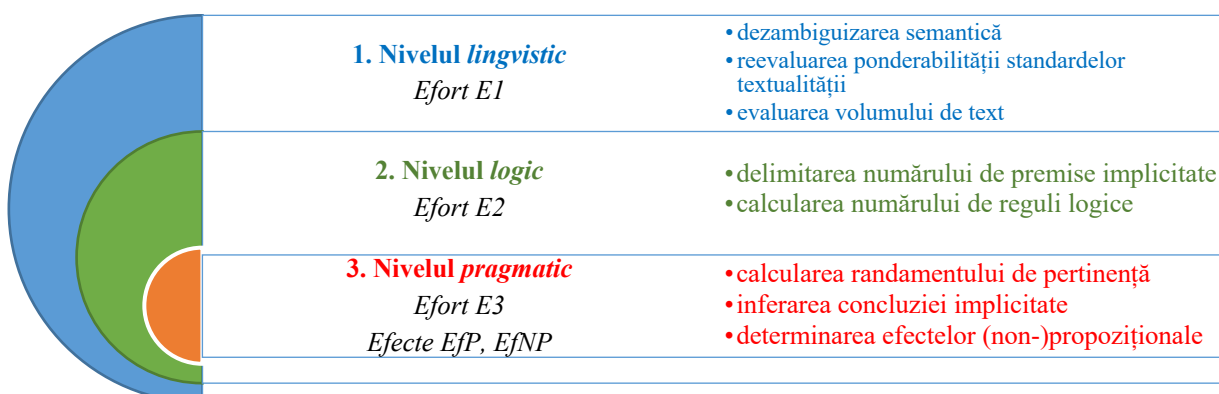 1. Nivelul lingvistic
Efort E1
•dezambiguizarea semantică
•reevaluarea ponderabilității standardelor
textualității
•evaluarea volumului de text
2. Nivelul logic
Efort E2
•delimitarea numărului de premise implicitate
•calcularea numărului de reguli logice
3. Nivelul pragmatic
Efort E3
Efecte EfP, EfNP
•calcularea randamentului de pertinență
•inferarea concluziei implicitate
•determinarea efectelor (non-)propoziționale